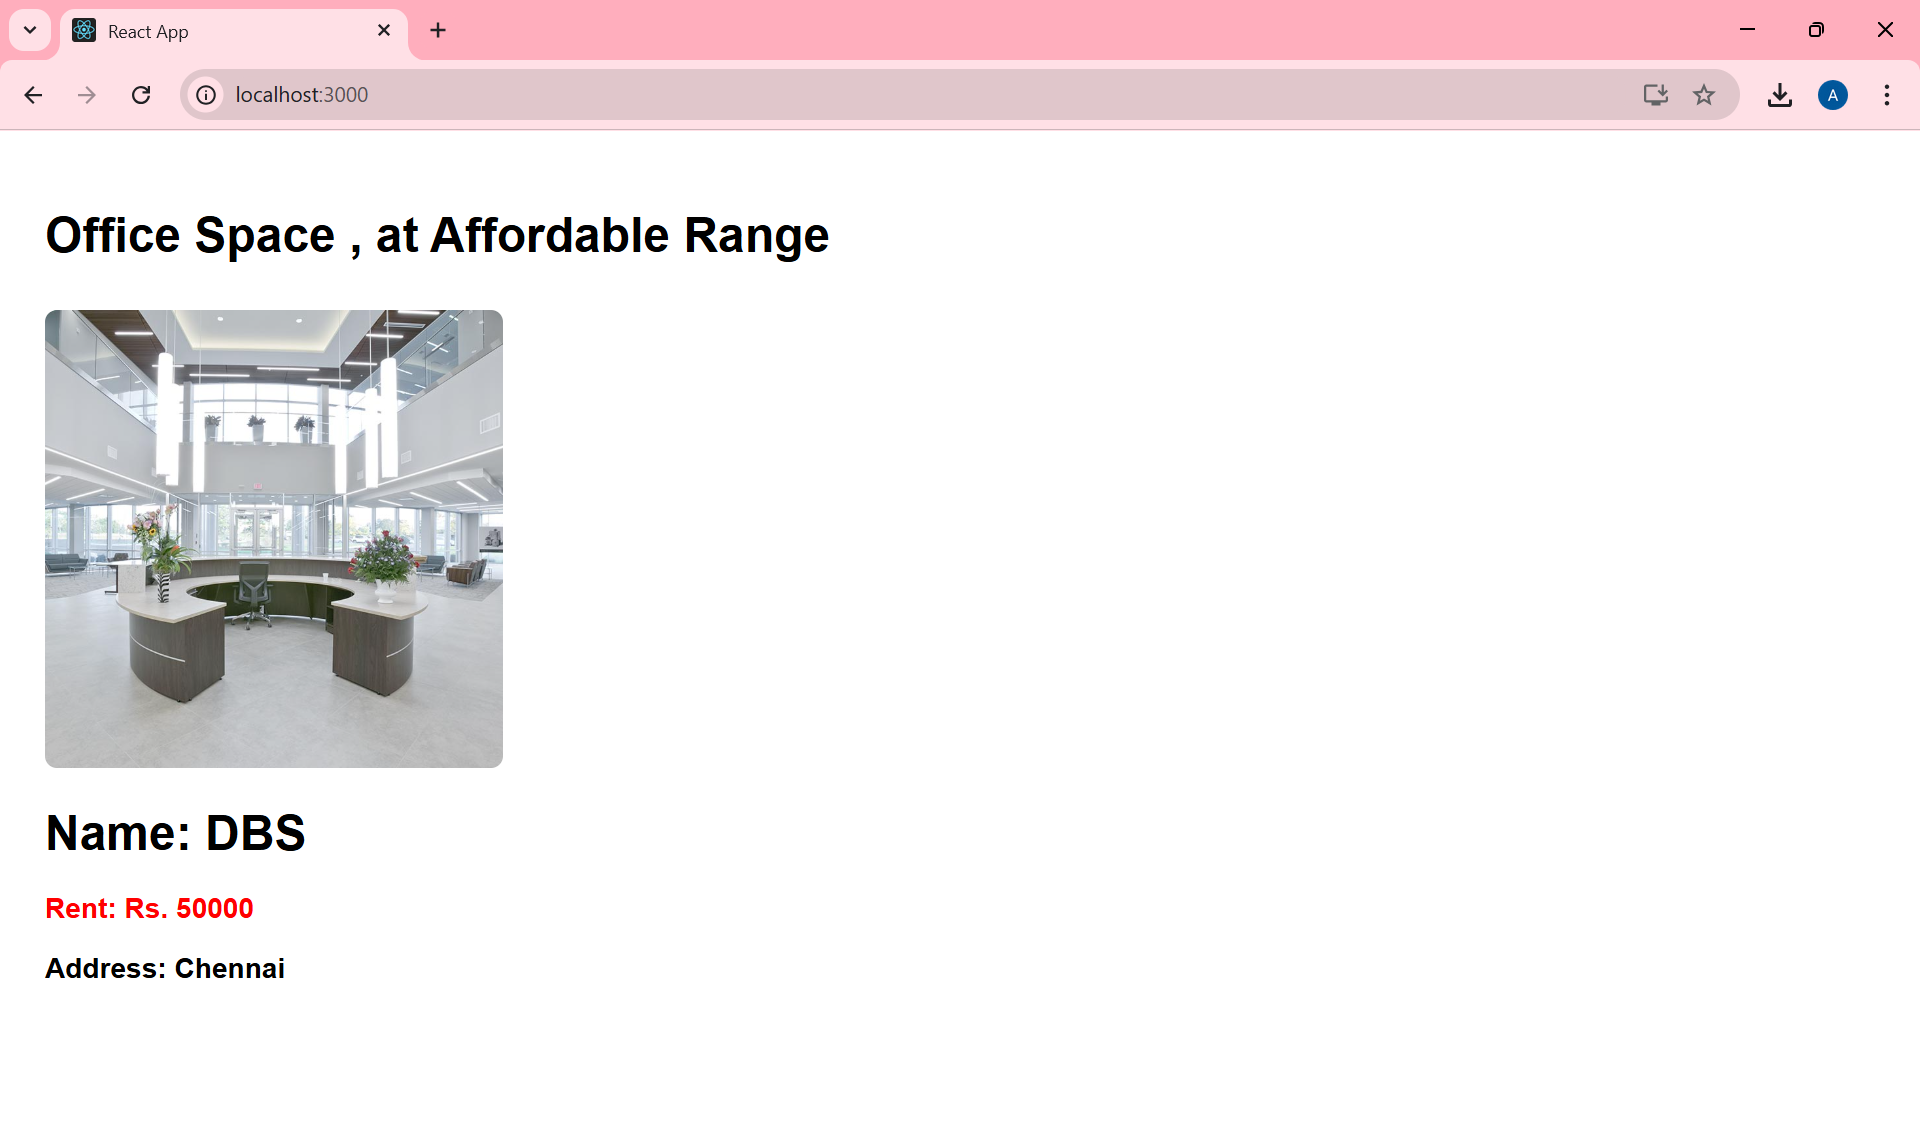 React App
localhost:3000
A
Office Space , at Affordable Range
Name: DBS
Rent: Rs. 50000
Address: Chennai